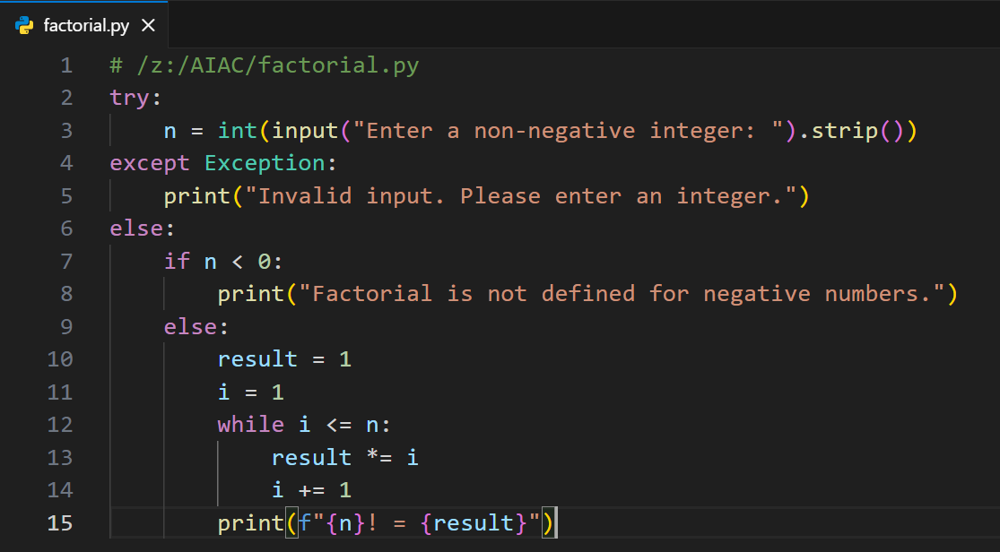 factorial.py
1 # /z:/AIAC/factorial.py
2 try:
3     n = int(input("Enter a non-negative integer: ").strip())
4 except Exception:
5     print("Invalid input. Please enter an integer.")
6 else:
7     if n < 0:
8         print("Factorial is not defined for negative numbers.")
9     else:
10         result = 1
11         i = 1
12         while i <= n:
13             result *= i
14             i += 1
15         print(f"{n}! = {result}")